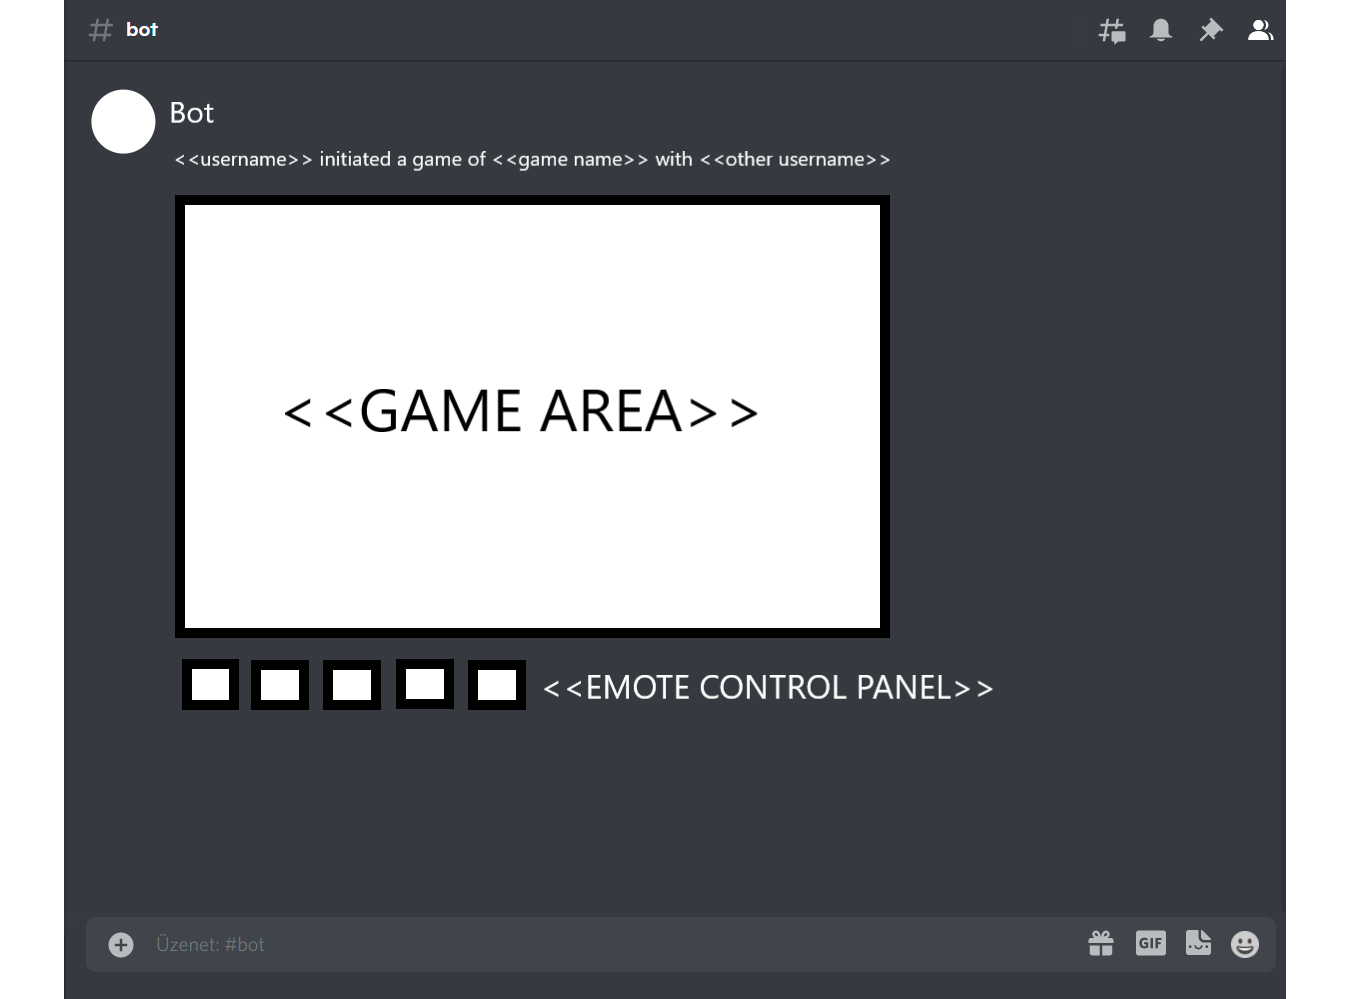 bot
Bot
<<username>> initiated a game of <<game name>> with <<other username>>
<<GAME AREA>>
<<EMOTE CONTROL PANEL>>
Üzenet: #bot
GIF